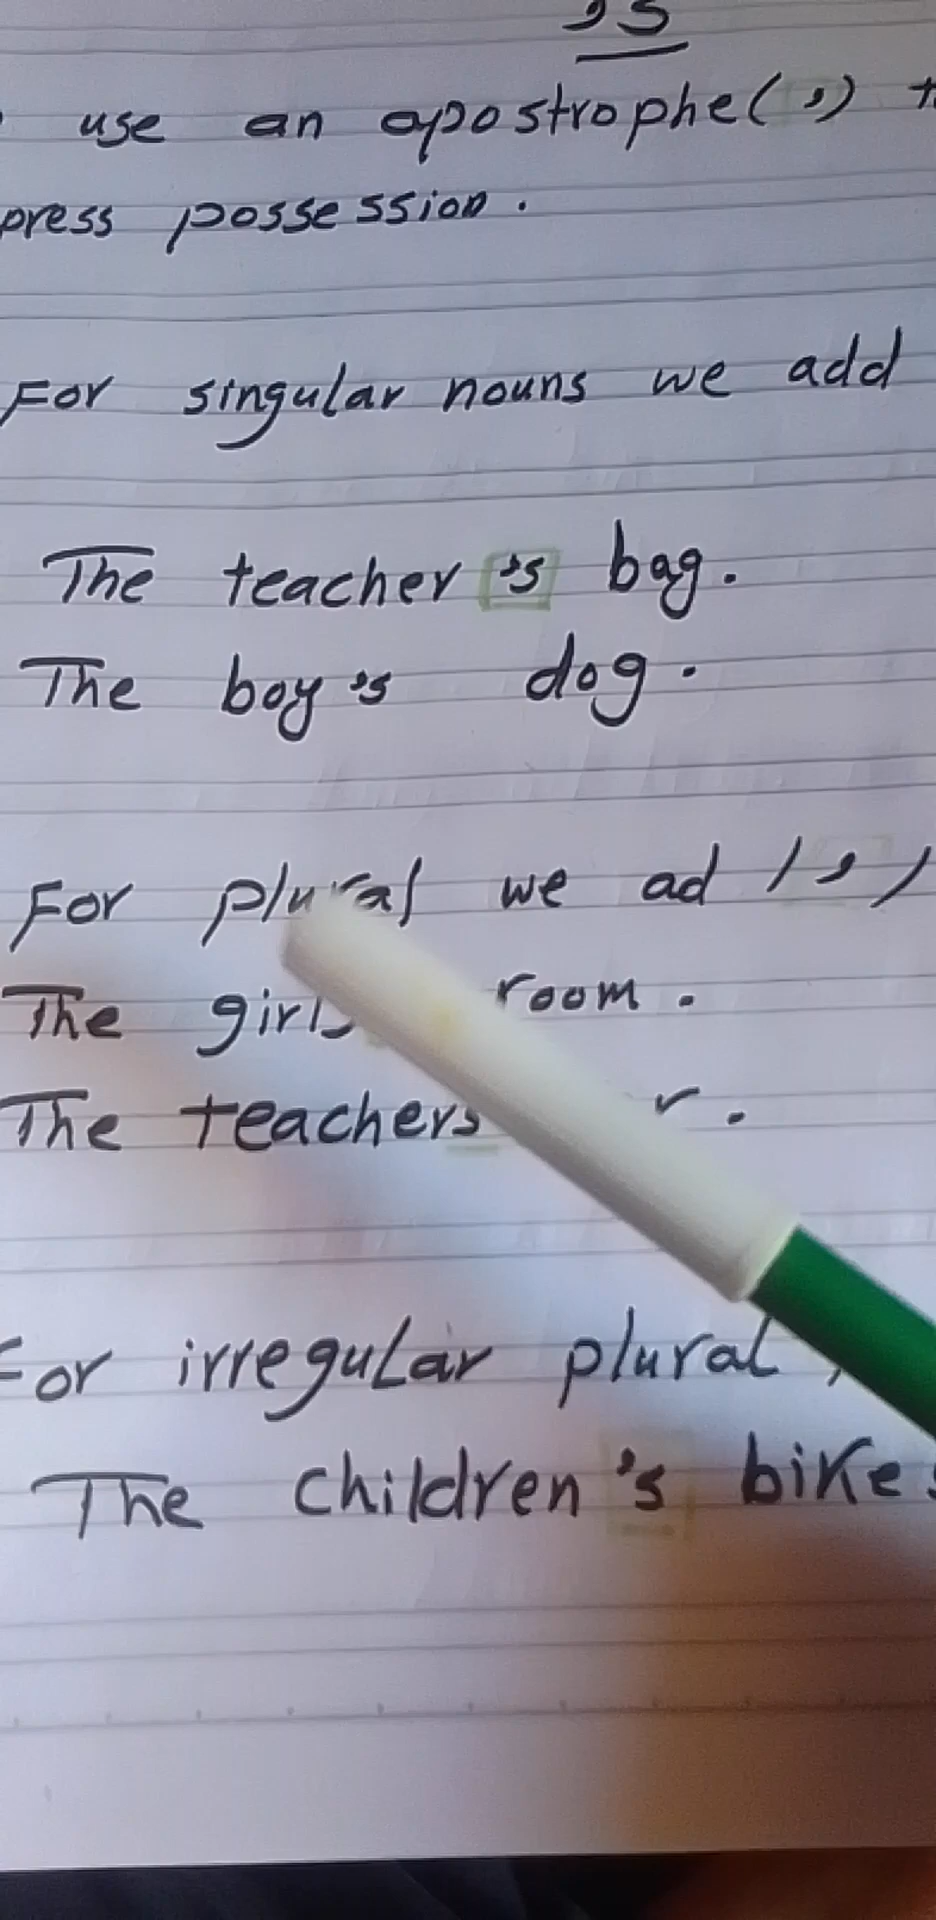 's
use an apostrophe(,)
press possession.
For singular nouns we add
The teacher's bag.
The boy's dog.
For plural we ad / , /
The girls room.
The teachers
For irregular plural,
The children's bike